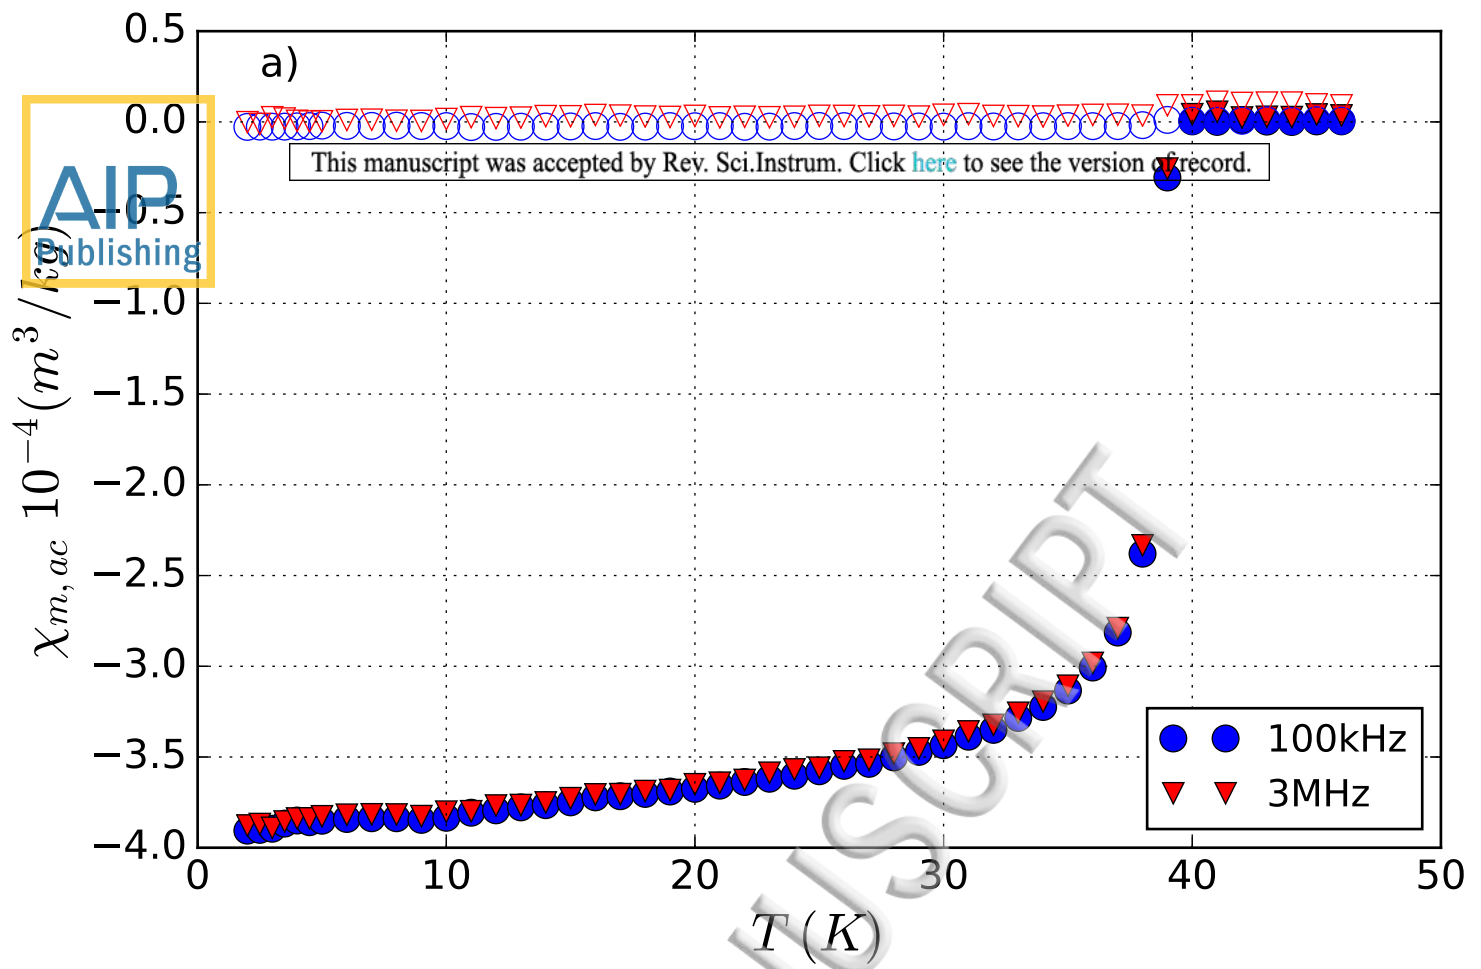 a)
0.5
0.0
−0.5
−1.0
−1.5
−2.0
−2.5
−3.0
−3.5
−4.0
0 10 20 30 40 50
χm,ac 10−4(m3/kg)
T (K)
AIP
Publishing
This manuscript was accepted by Rev. Sci.Instrum. Click here to see the version of record.
100kHz
3MHz
USCRIPT